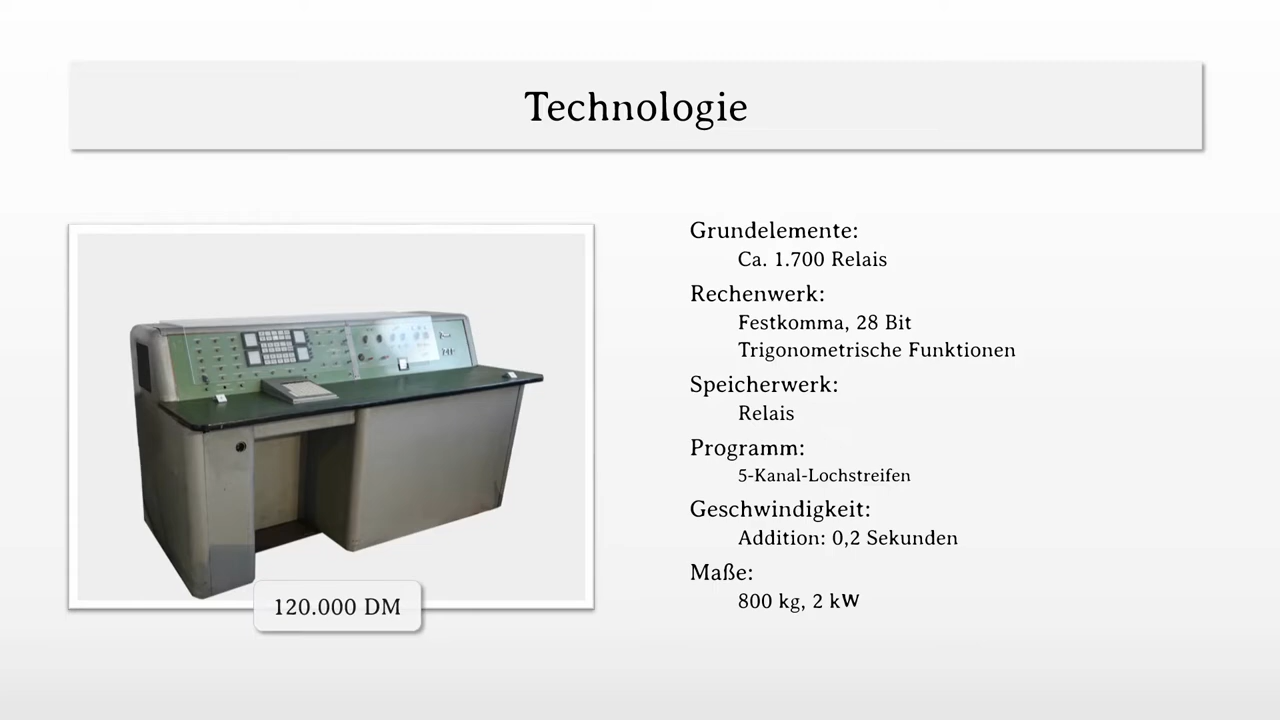 Technologie
120.000 DM
Grundelemente:
Ca. 1.700 Relais
Rechenwerk:
Festkomma, 28 Bit
Trigonometrische Funktionen
Speicherwerk:
Relais
Programm:
5-Kanal-Lochstreifen
Geschwindigkeit:
Addition: 0,2 Sekunden
Maße:
800 kg, 2 kW